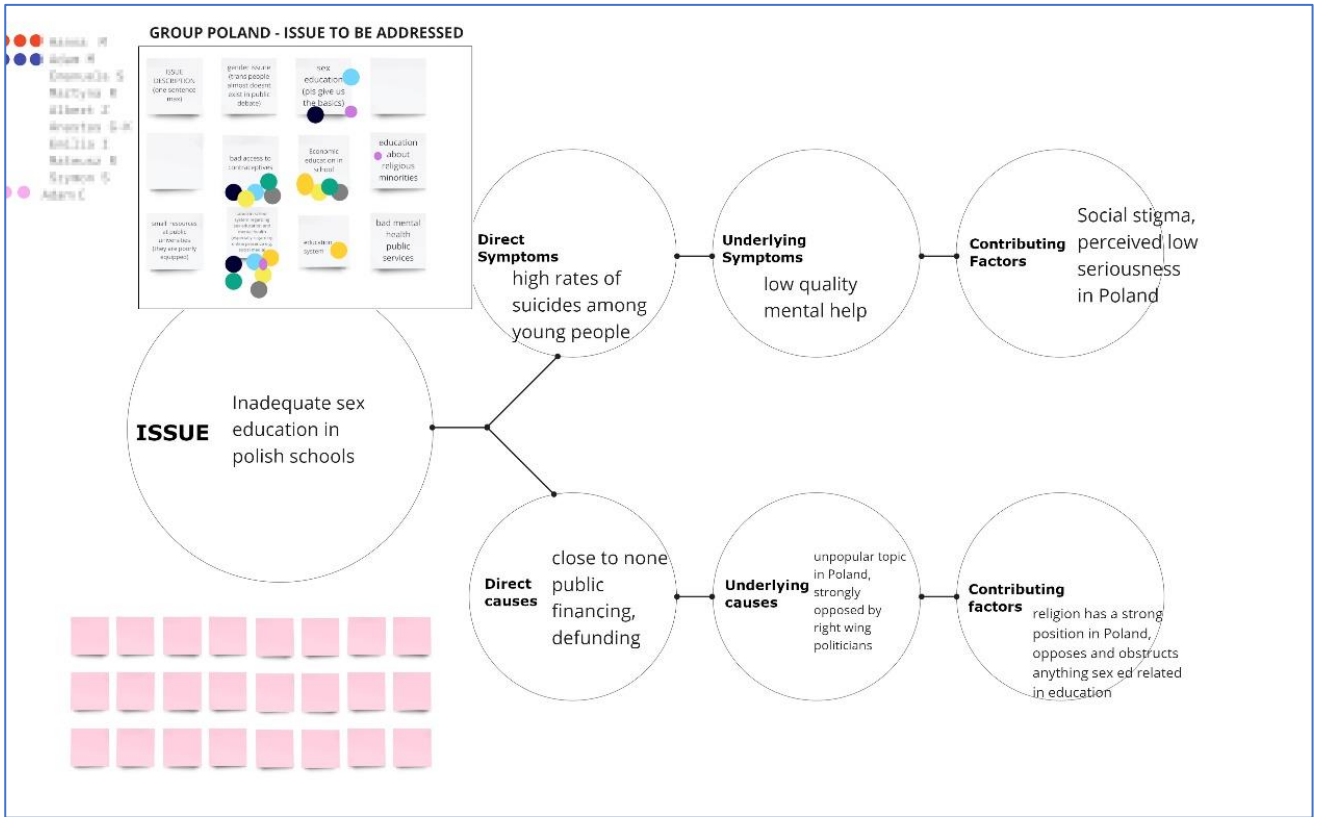 GROUP POLAND - ISSUE TO BE ADDRESSED
Adam C
ISSUE
DESCRIPTION
(one sentence
max)
gender issue
(trans people
almost doesnt
exist in public
debate)
sex
education
(pls give us
the basics)
bad access to
contraceptives
Economic
education in
school
education
about
religious
minorities
small resources
at public
universities
(they are poorly
equipped)
education
system
bad mental
health
public
services
Direct
Symptoms
high rates of
suicides among
young people
Underlying
Symptoms
low quality
mental help
Contributing
Factors
Social stigma,
perceived low
seriousness
in Poland
ISSUE
Inadequate sex
education in
polish schools
Direct
causes
close to none
public
financing,
defunding
Underlying
causes
unpopular topic
in Poland,
strongly
opposed by
right wing
politicians
Contributing
factors
religion has a strong
position in Poland,
opposes and obstructs
anything sex ed related
in education